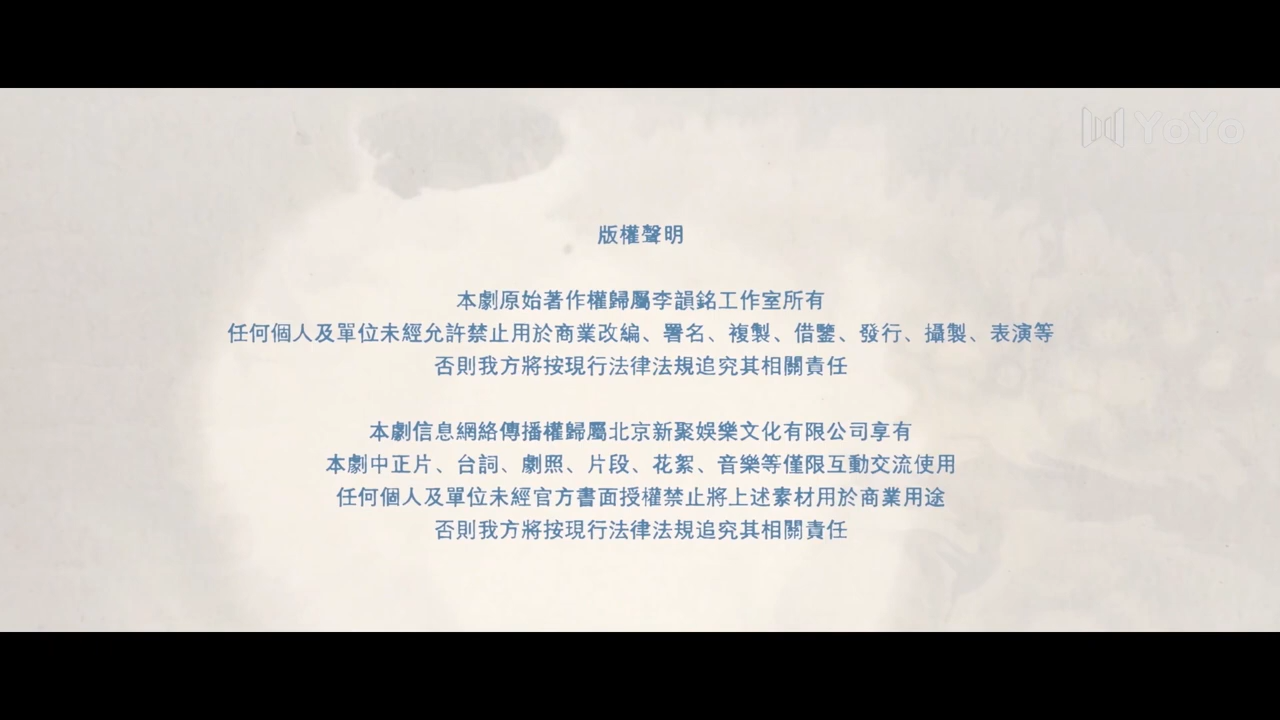 YoYo
版權聲明
本劇原始著作權歸屬李韻銘工作室所有
任何個人及單位未經允許禁止用於商業改編、署名、複製、借鑒、發行、攝製、表演等
否則我方將按現行法律法規追究其相關責任
本劇信息網絡傳播權歸屬北京新聚娛樂文化有限公司享有
本劇中正片、台詞、劇照、片段、花絮、音樂等僅限互動交流使用
任何個人及單位未經官方書面授權禁止將上述素材用於商業用途
否則我方將按現行法律法規追究其相關責任